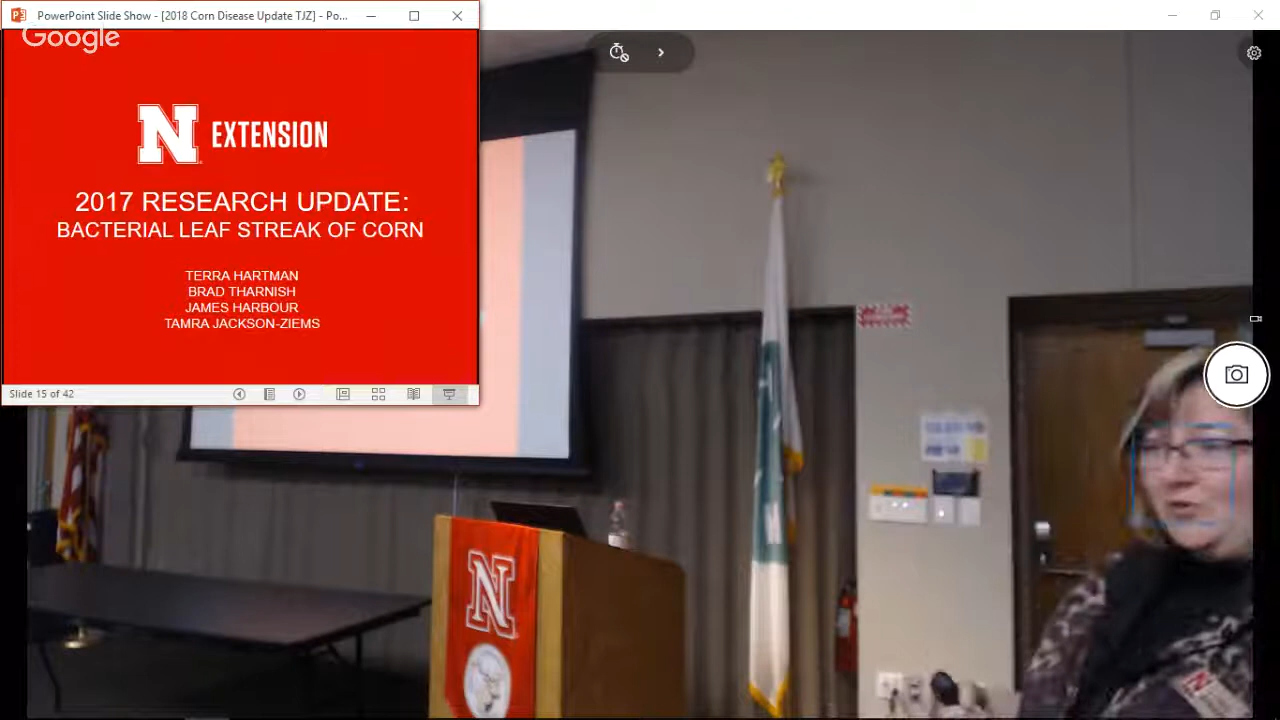 PowerPoint Slide Show - [2018 Corn Disease Update TJZ] - Po...
Google
N EXTENSION
2017 RESEARCH UPDATE:
BACTERIAL LEAF STREAK OF CORN
TERRA HARTMAN
BRAD THARNISH
JAMES HARBOUR
TAMRA JACKSON-ZIEMS
Slide 15 of 42
N